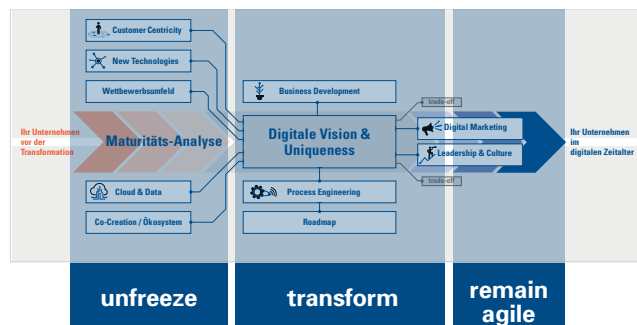 Customer Centricity
New Technologies
Wettbewerbsumfeld
Ihr Unternehmen
vor der
Transformation
Maturitäts-Analyse
Cloud & Data
Co-Creation / Ökosystem
Business Development
Digitale Vision &
Uniqueness
Process Engineering
Roadmap
trade-off
Digital Marketing
Leadership & Culture
trade-off
Ihr Unternehmen
im
digitalen Zeitalter
unfreeze
transform
remain
agile